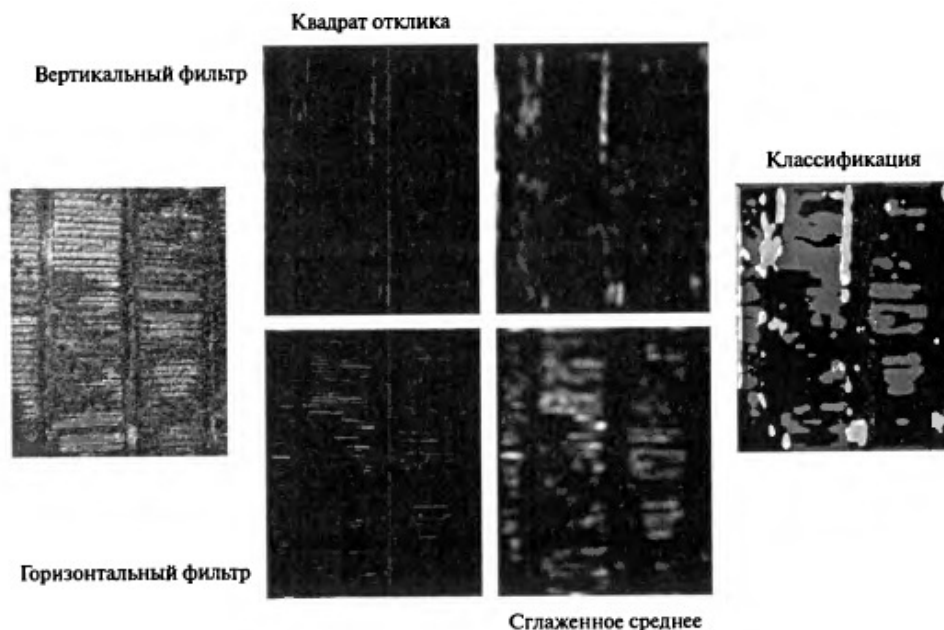 Квадрат отклика
Вертикальный фильтр
Классификация
Горизонтальный фильтр
Сглаженное среднее